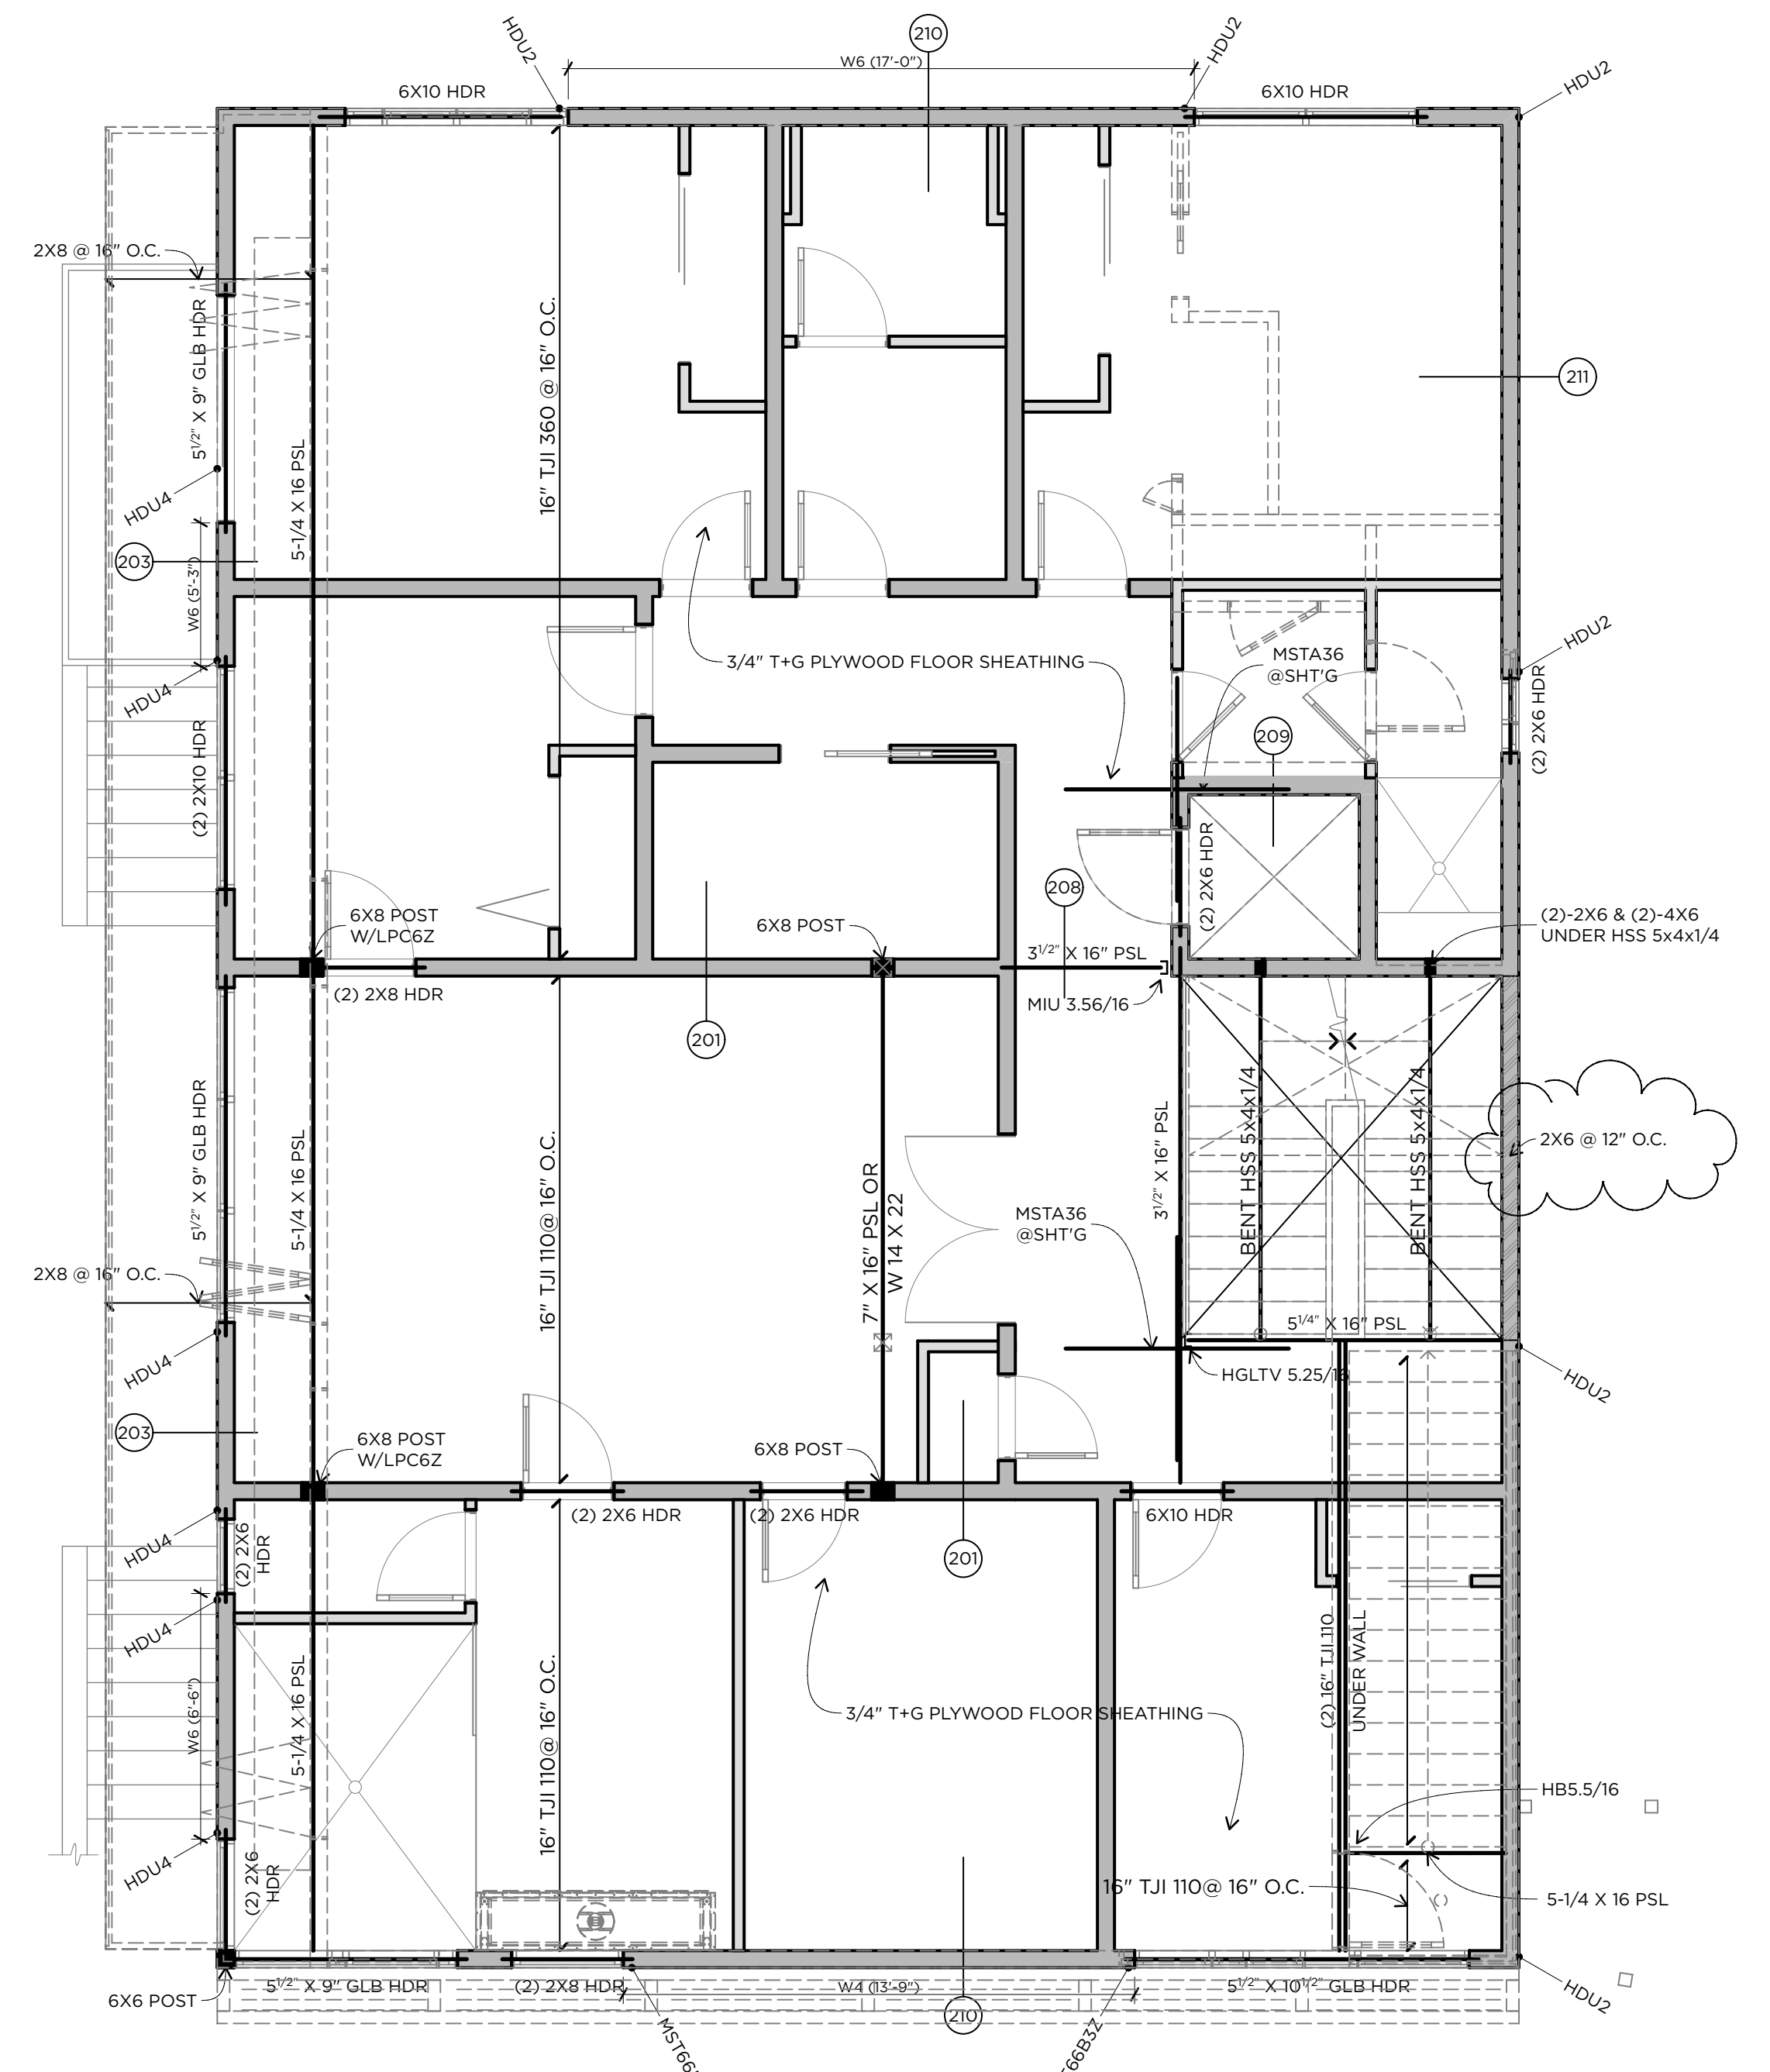 HDU2
210
HDU2
W6 (17'-0")
6X10 HDR
6X10 HDR
HDU2
2X8 @ 16" O.C.
5 1/2" X 9" GLB HDR
5-1/4 X 16 PSL
16" TJI 360 @ 16" O.C.
211
HDU4
203
W6 (5'-3")
HDU4
3/4" T+G PLYWOOD FLOOR SHEATHING
MSTA36
@SHT'G
HDU2
(2) 2X6 HDR
209
(2) 2X10 HDR
(2) 2X6 HDR
208
6X8 POST
W/LPC6Z
6X8 POST
(2)-2X6 & (2)-4X6
UNDER HSS 5x4x1/4
3 1/2" X 16" PSL
(2) 2X8 HDR
MIU 3.56/16
201
5 1/2" X 9" GLB HDR
5-1/4 X 16 PSL
16" TJI 110@ 16" O.C.
7" X 16" PSL OR
W 14 X 22
3 1/2" X 16" PSL
BENT HSS 5x4x1/4
BENT HSS 5x4x1/4
2X6 @ 12" O.C.
MSTA36
@SHT'G
2X8 @ 16" O.C.
5 1/4" X 16" PSL
HDU4
HGLTV 5.25/16
HDU2
203
6X8 POST
W/LPC6Z
6X8 POST
(2) 2X6 HDR
(2) 2X6 HDR
6X10 HDR
HDU4
(2) 2X6
HDR
201
HDU4
W6 (6'-6")
5-1/4 X 16 PSL
16" TJI 110@ 16" O.C.
3/4" T+G PLYWOOD FLOOR SHEATHING
(2) 16" TJI 110
UNDER WALL
HB5.5/16
HDU4
(2) 2X6
HDR
16" TJI 110@ 16" O.C.
5-1/4 X 16 PSL
6X6 POST
5 1/2" X 9" GLB HDR
(2) 2X8 HDR
W4 (13'-9")
5 1/2" X 10 1/2" GLB HDR
HDU2
210
MST66
66B3Z